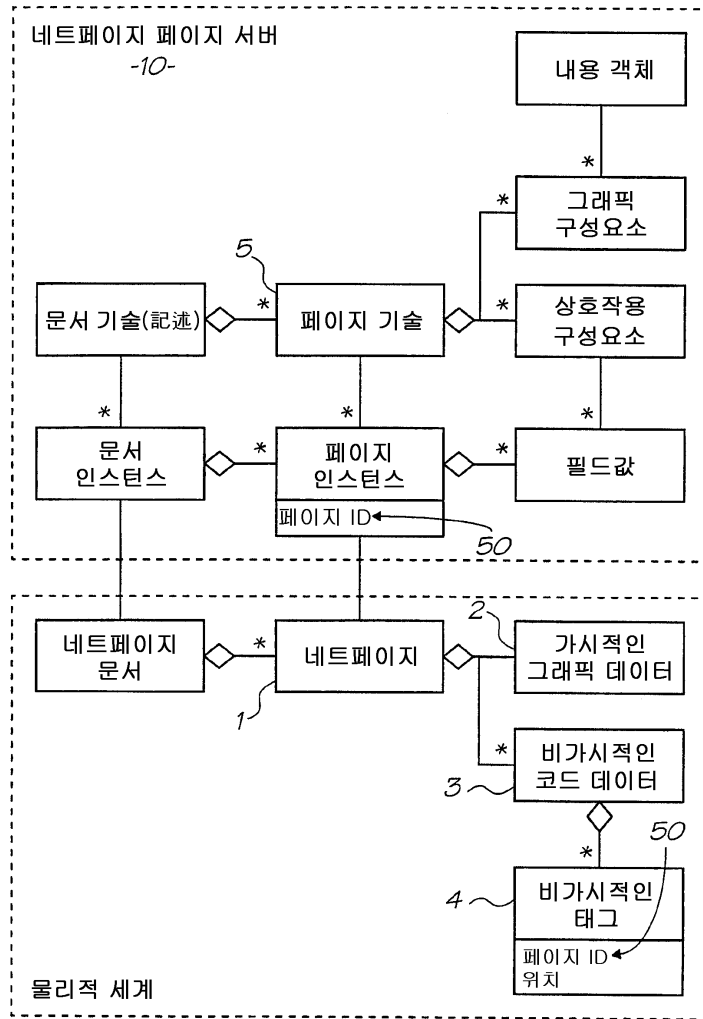 네트페이지 페이지 서버
-10-
내용 객체
*
*
그래픽
구성요소
5
문서 기술(記述)
*
페이지 기술
*
상호작용
구성요소
*
*
*
문서
인스턴스
*
페이지
인스턴스
*
필드값
페이지 ID
50
네트페이지
문서
*
네트페이지
2
가시적인
그래픽 데이터
1
*
비가시적인
코드 데이터
3
50
*
4
비가시적인
태그
페이지 ID
위치
물리적 세계